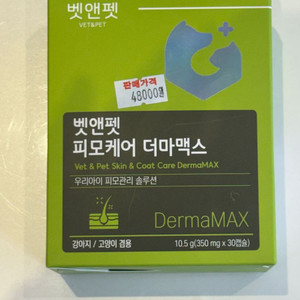 벳앤펫
VET&PET
판매가격
48000원
벳앤펫
피모케어 더마맥스
Vet & Pet Skin & Coat Care DermaMAX
우리아이 피모관리 솔루션
DermaMAX
강아지 / 고양이 겸용
10.5 g(350 mg x 30캡슐)